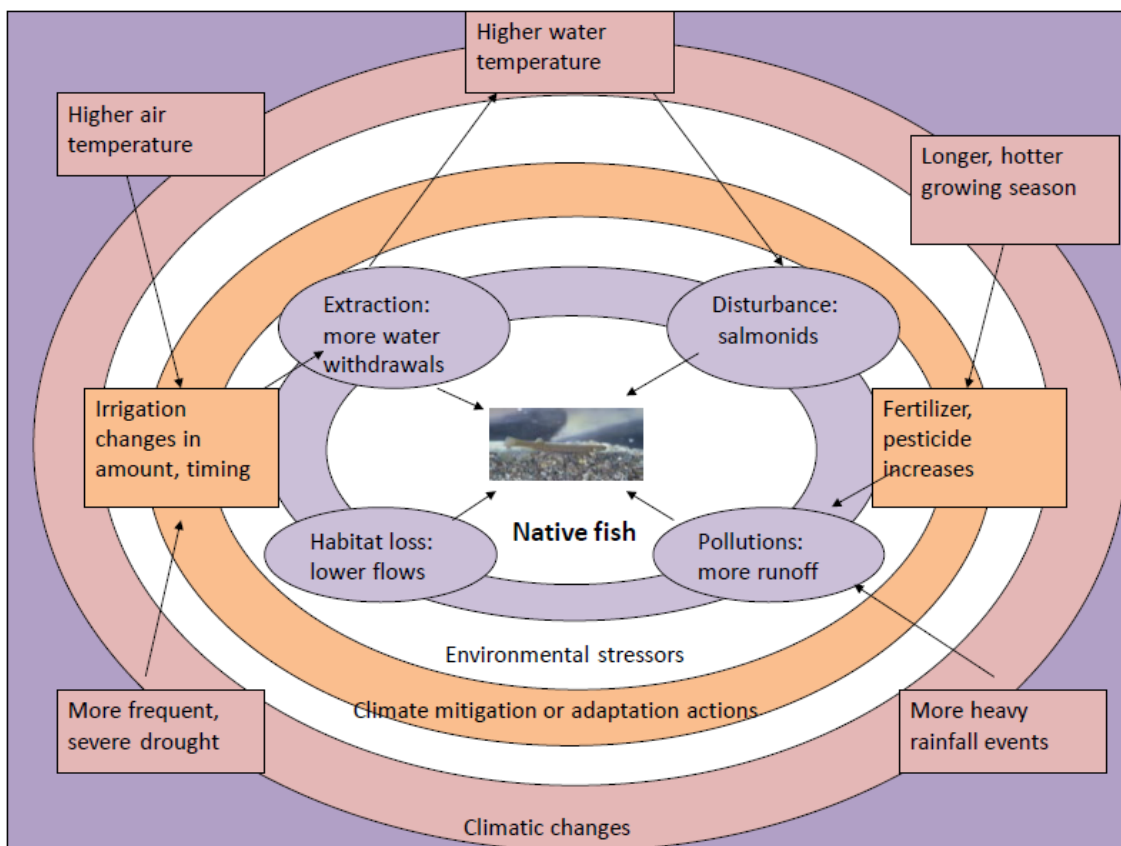 Higher water
temperature
Higher air
temperature
Longer, hotter
growing season
Extraction:
more water
withdrawals
Disturbance:
salmonids
Irrigation
changes in
amount, timing
Fertilizer,
pesticide
increases
Native fish
Habitat loss:
lower flows
Pollutions:
more runoff
Environmental stressors
More frequent,
severe drought
Climate mitigation or adaptation actions
More heavy
rainfall events
Climatic changes